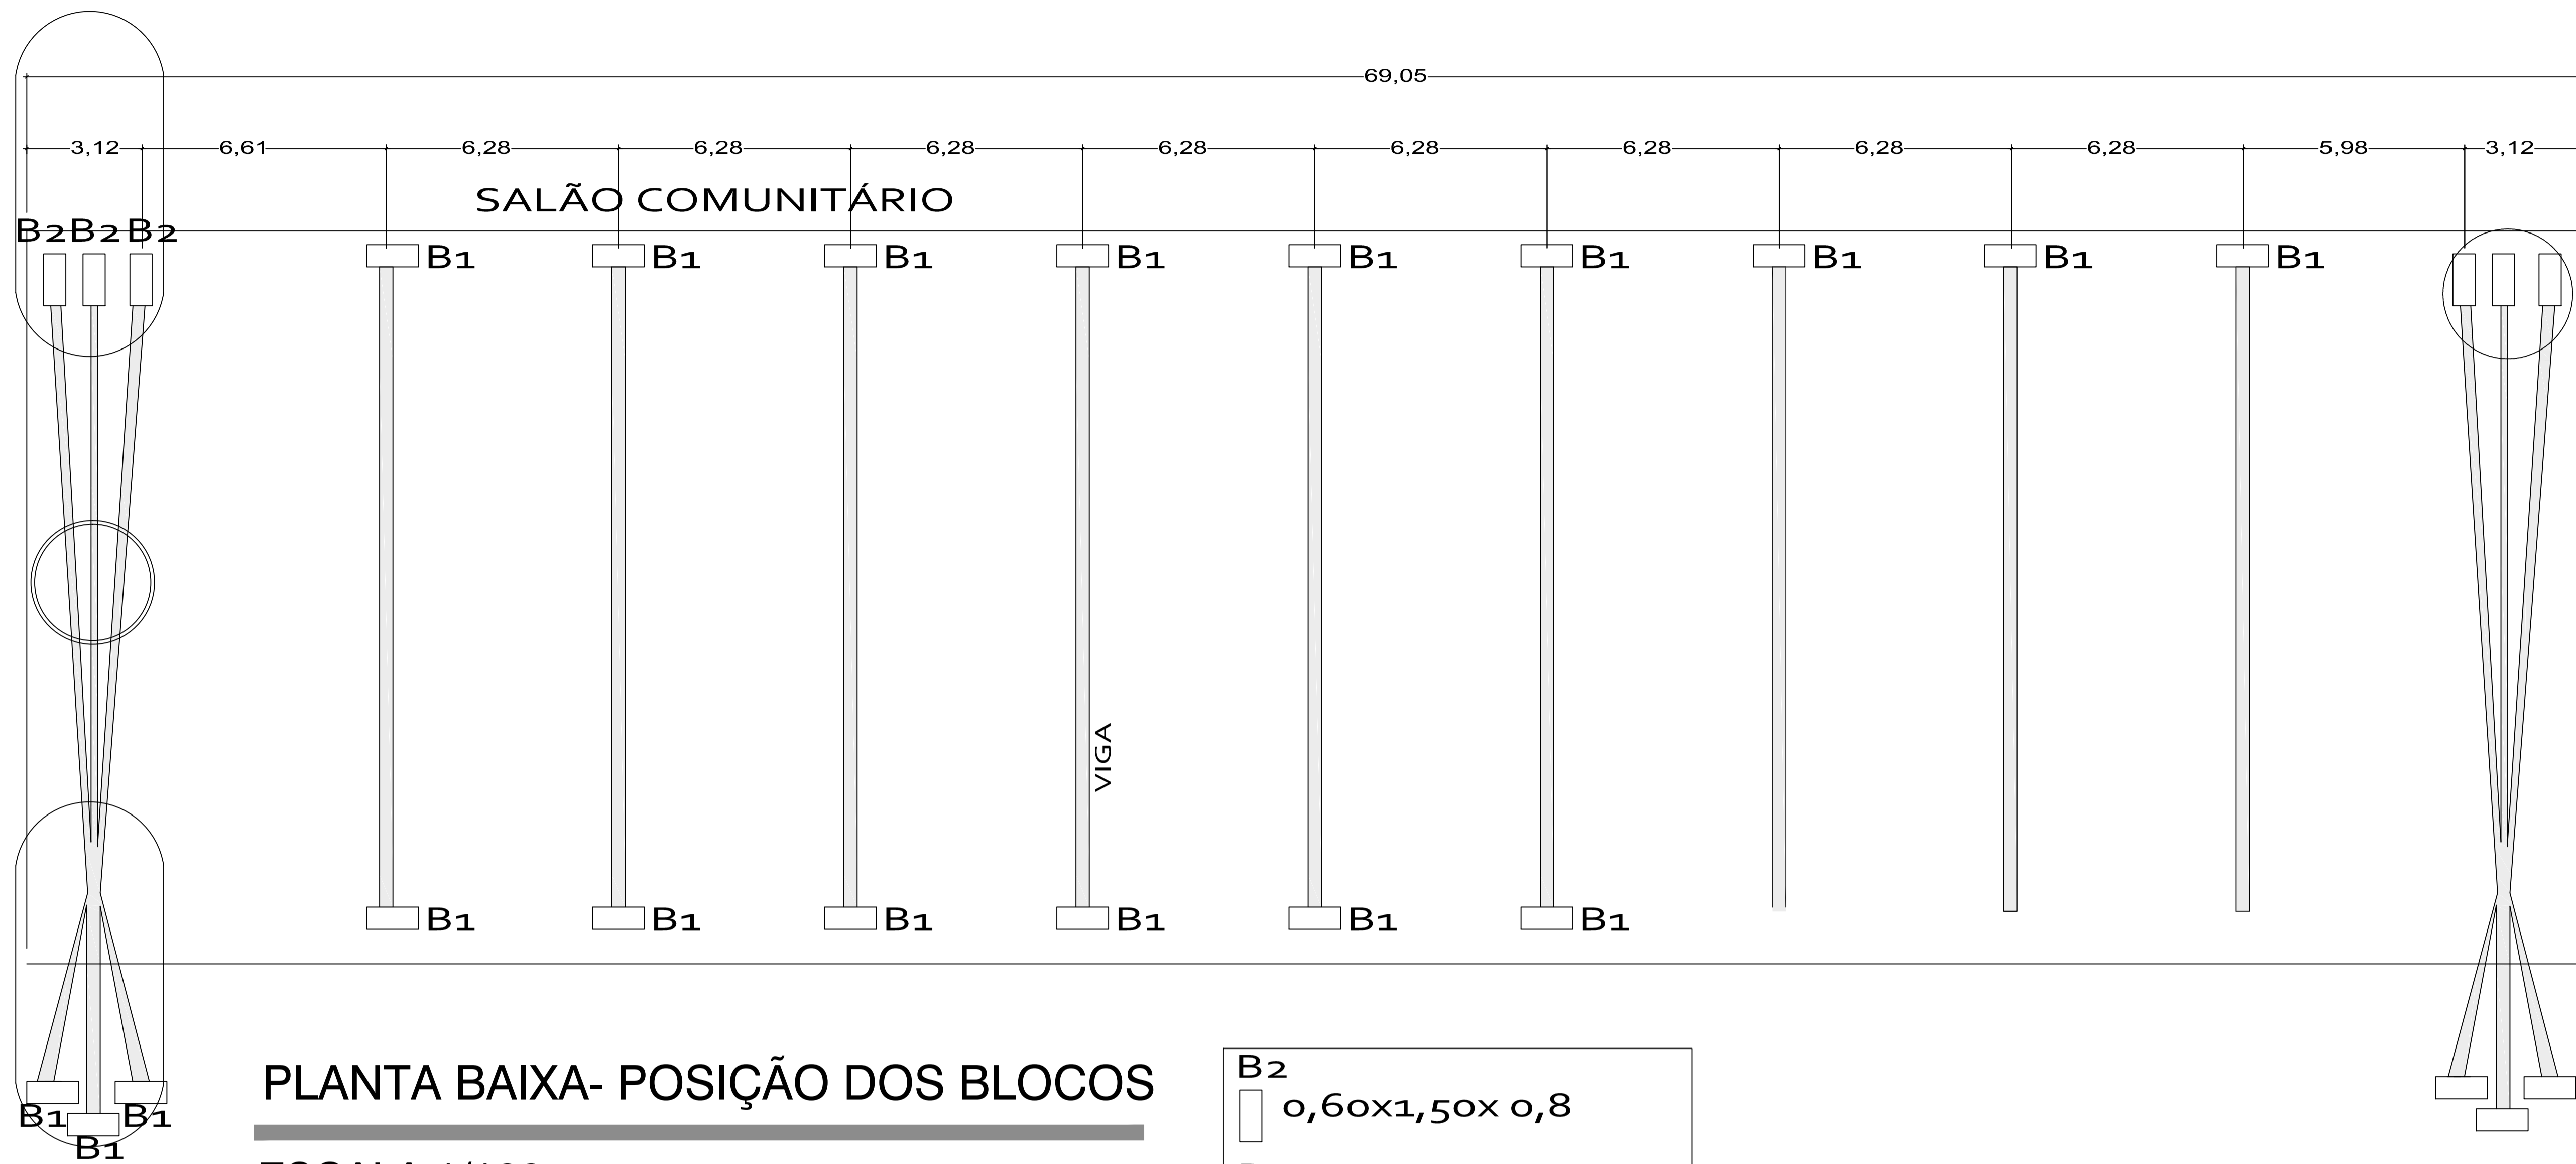 69,05
3,12 6,61 6,28 6,28 6,28 6,28 6,28 6,28 6,28 6,28 5,98 3,12
SALÃO COMUNITÁRIO
B2 B2 B2
B1 B1 B1 B1 B1 B1 B1 B1 B1
VIGA
B1 B1 B1 B1 B1 B1
B1 B1
B1
PLANTA BAIXA- POSIÇÃO DOS BLOCOS
B2
0,60x1,50x 0,8